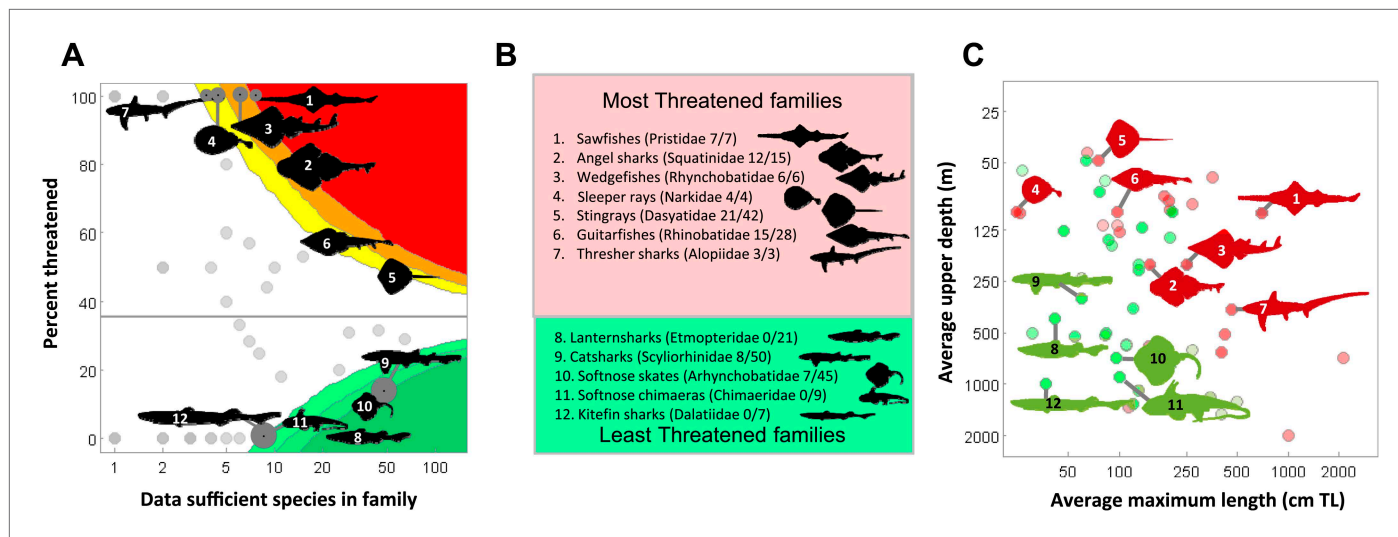 A
Percent threatened
100
80
60
40
20
0
1
2
5
10
20
50
100
Data sufficient species in family
7
1
3
4
2
6
5
9
10
12
11
8
B
Most Threatened families
1. Sawfishes (Pristidae 7/7)
2. Angel sharks (Squatinidae 12/15)
3. Wedgefishes (Rhynchobatidae 6/6)
4. Sleeper rays (Narkidae 4/4)
5. Stingrays (Dasyatidae 21/42)
6. Guitarfishes (Rhinobatidae 15/28)
7. Thresher sharks (Alopiidae 3/3)
8. Lanternsharks (Etmopteridae 0/21)
9. Catsharks (Scyliorhinidae 8/50)
10. Softnose skates (Arhynchobatidae 7/45)
11. Softnose chimaeras (Chimaeridae 0/9)
12. Kitefin sharks (Dalatiidae 0/7)
Least Threatened families
C
Average upper depth (m)
25
50
125
250
500
1000
2000
50
100
250
500
1000
2000
Average maximum length (cm TL)
5
4
6
1
3
9
2
7
8
10
12
11